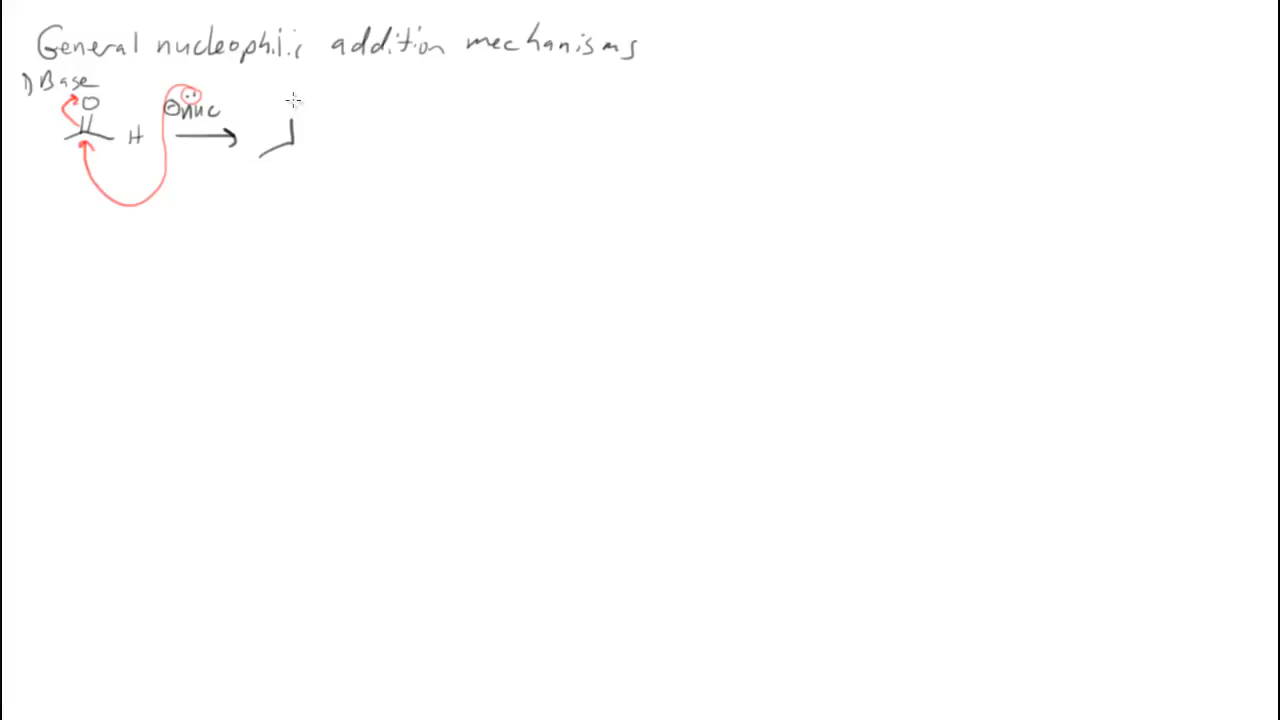 General nucleophilic addition mechanisms
1) Base
O
H
⊖nuc